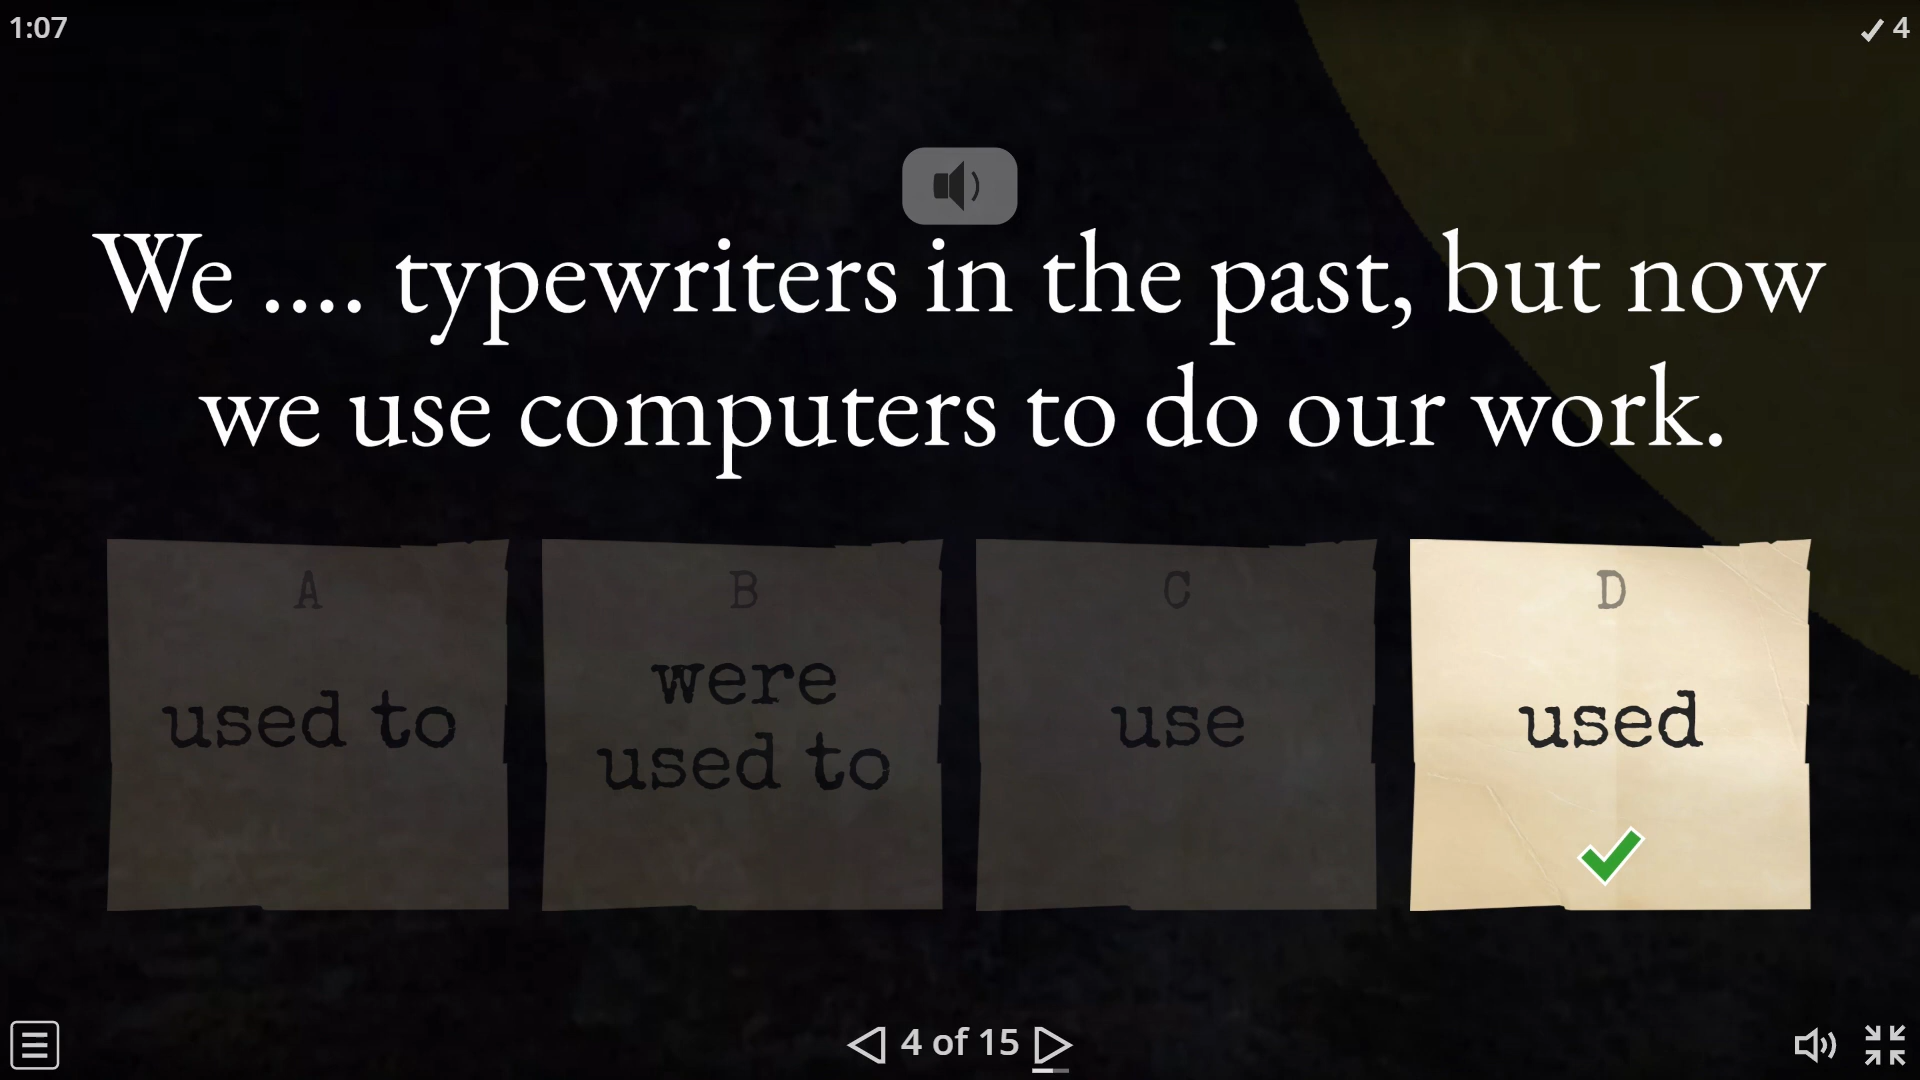 1:07
4
We .... typewriters in the past, but now
we use computers to do our work.
A
used to
B
were
used to
C
use
D
used
4 of 15